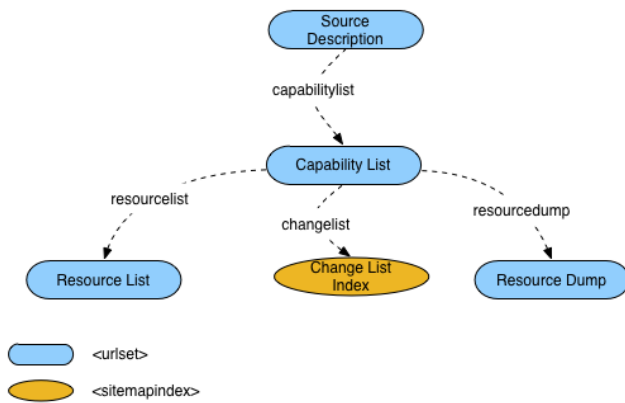 Source
Description
capabilitylist
Capability List
resourcelist
changelist
resourcedump
Resource List
Change List
Index
Resource Dump
<urlset>
<sitemapindex>